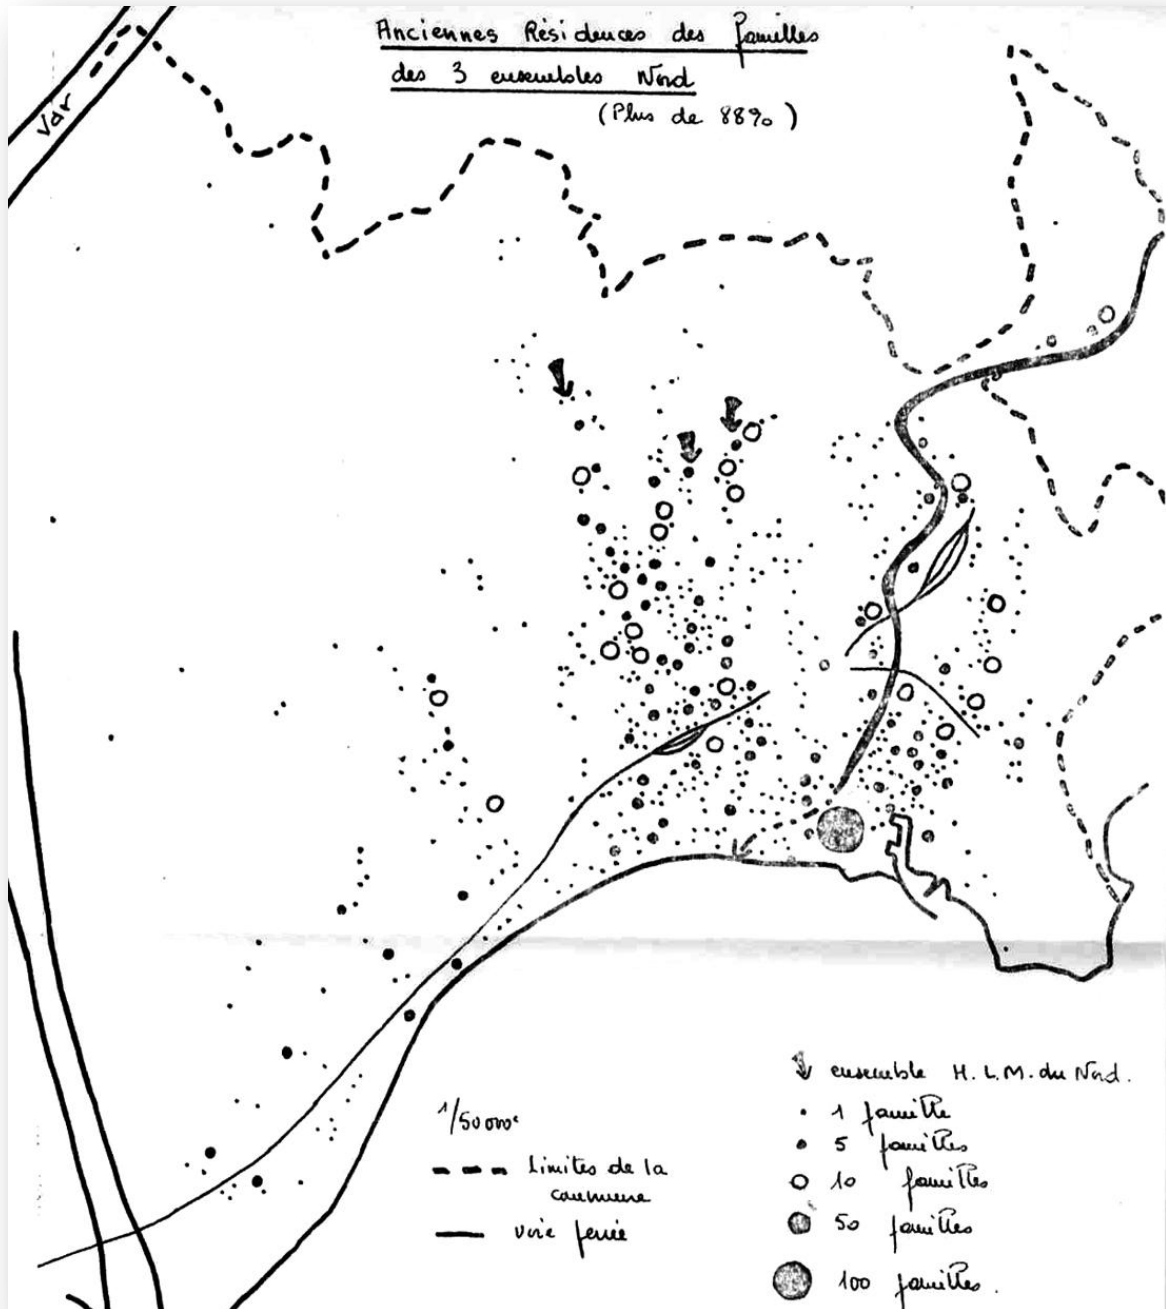 Anciennes Résidences des familles
des 3 ensembles Nord
(Plus de 88%)
Var
ensemble H.L.M. du Nord.
1 famille
5 familles
10 familles
50 familles
100 familles.
1/50000e
limites de la
commune
voie ferrée